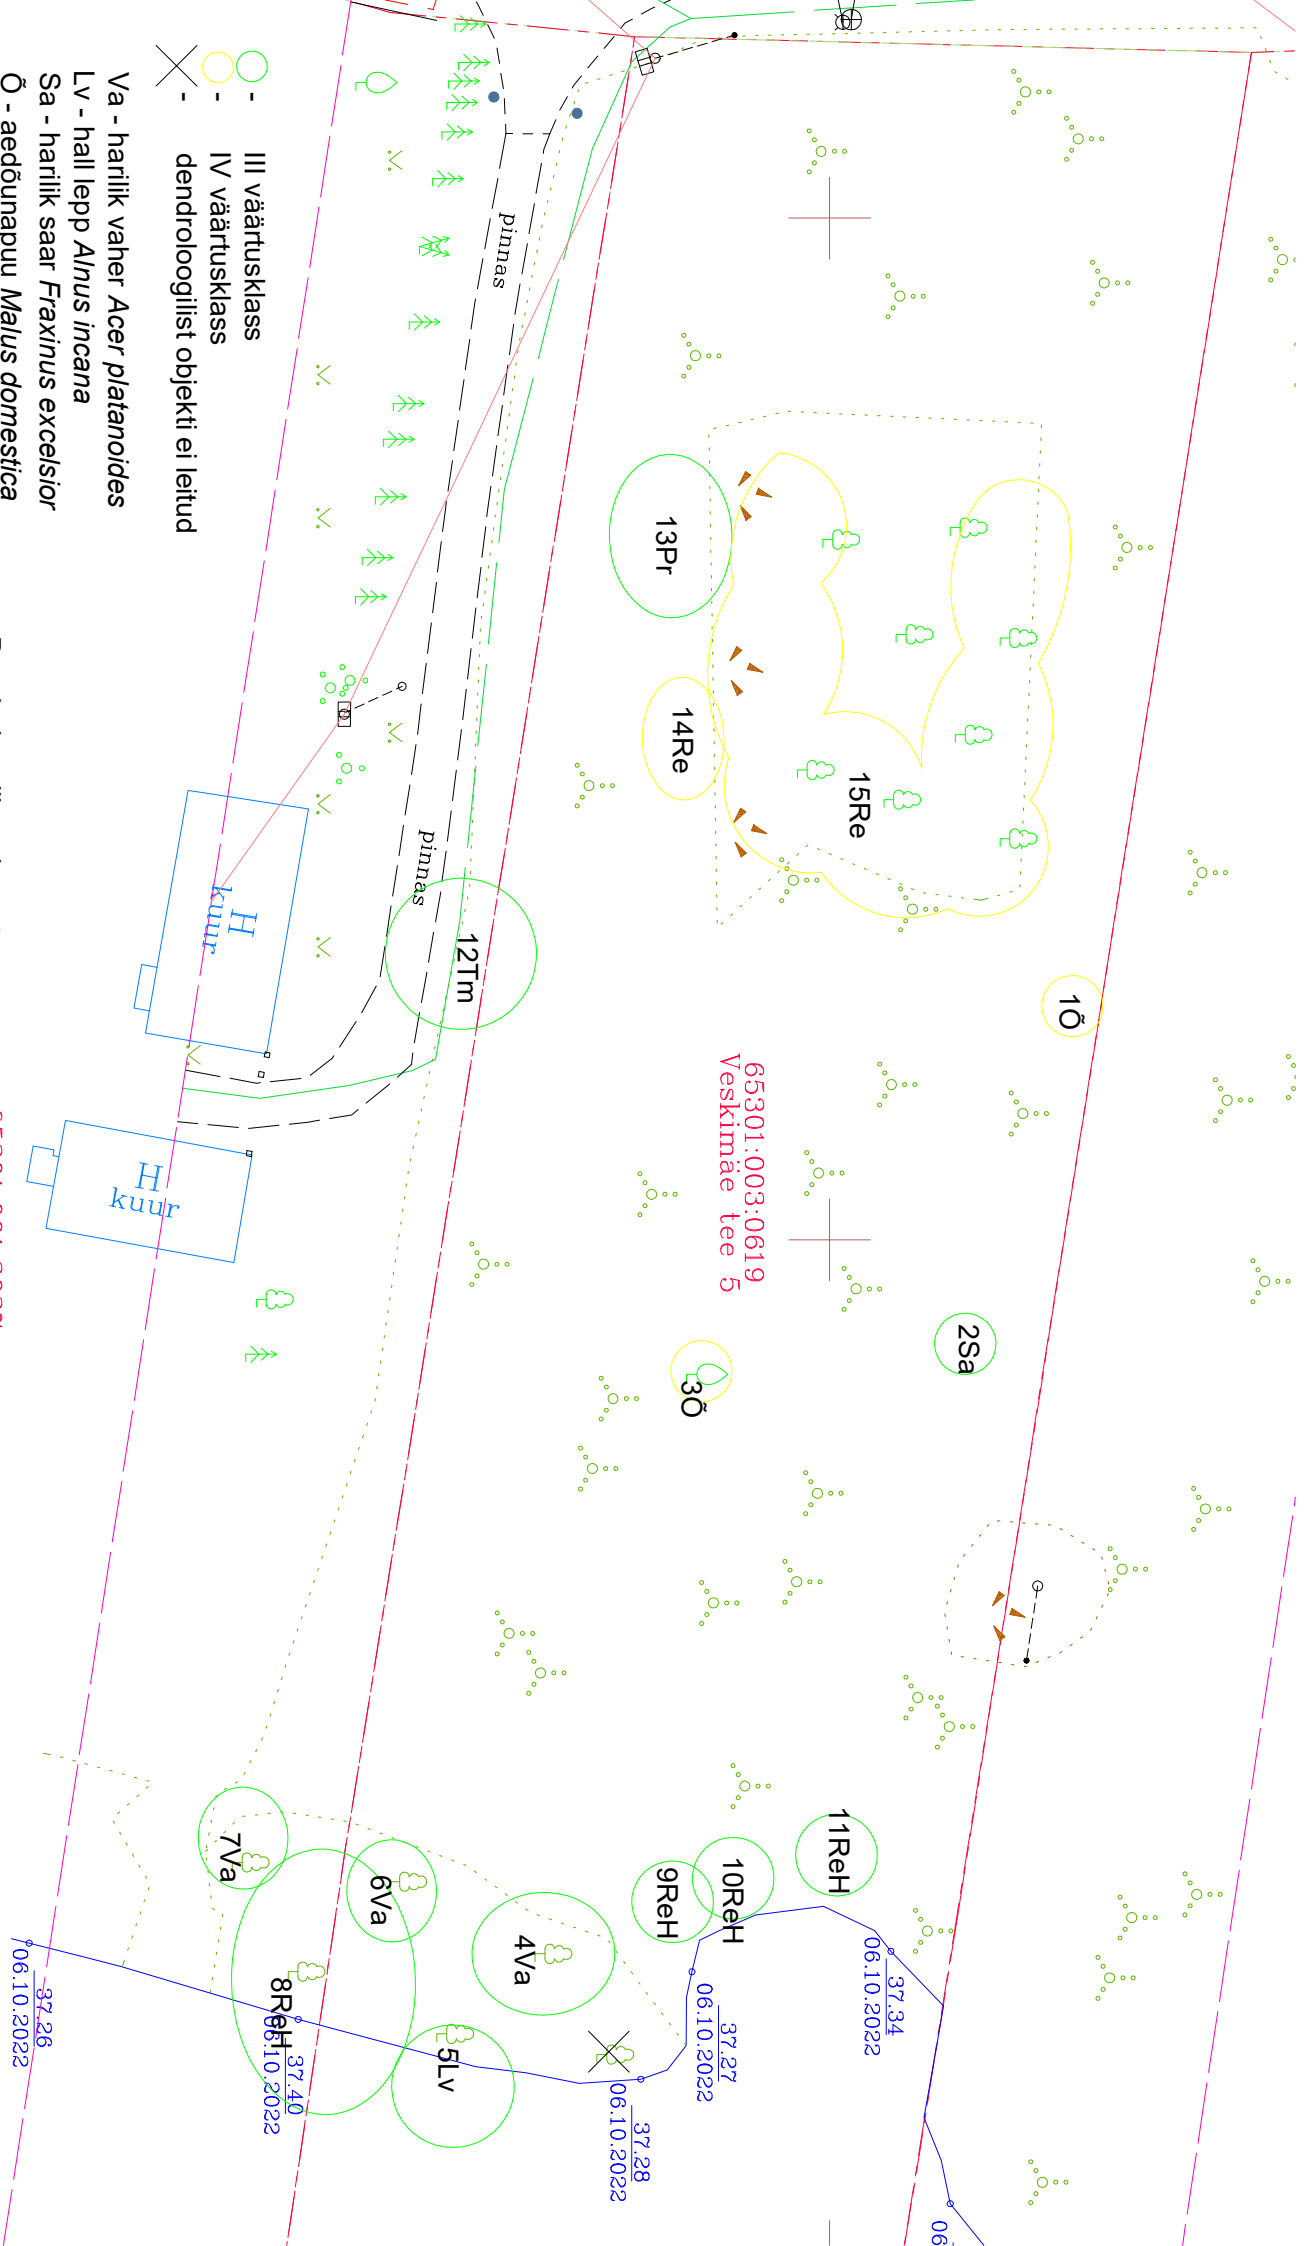 III väärtusklass
IV väärtusklass
dendroloogilist objekti ei leitud
Va - harilik vaher Acer platanoides
Lv - hall lepp Alnus incana
Sa - harilik saar Fraxinus excelsior
Õ - aedõunapuu Malus domestica
pinnas
pinnas
13Pr
14Re
15Re
12Tm
1Õ
65301:003:0619
Veskimäe tee 5
H
kuur
H
kuur
2Sa
3Õ
11ReH
10ReH
9ReH
4Va
6Va
7Va
8ReH
5Lv
37.34
06.10.2022
37.27
06.10.2022
37.28
06.10.2022
37.40
06.10.2022
37.26
06.10.2022
06